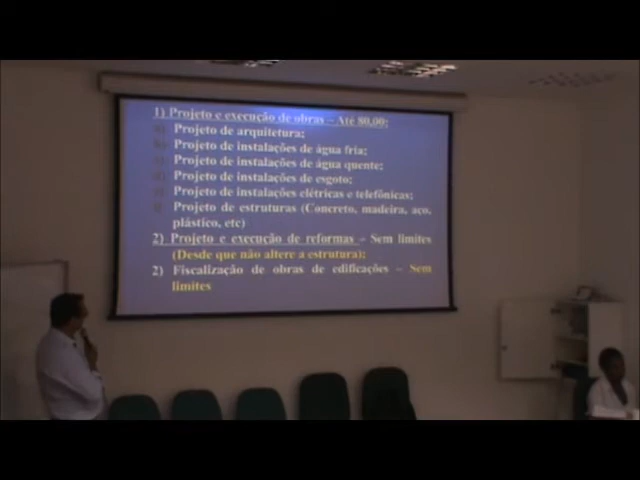 1) Projeto e execução de obras – Até 80,00:
a) Projeto de arquitetura;
b) Projeto de instalações de água fria;
c) Projeto de instalações de água quente;
d) Projeto de instalações de esgoto;
e) Projeto de instalações elétricas e telefônicas;
f) Projeto de estruturas (Concreto, madeira, aço,
plástico, etc)
2) Projeto e execução de reformas – Sem limites
(Desde que não altere a estrutura);
2) Fiscalização de obras de edificações – Sem
limites